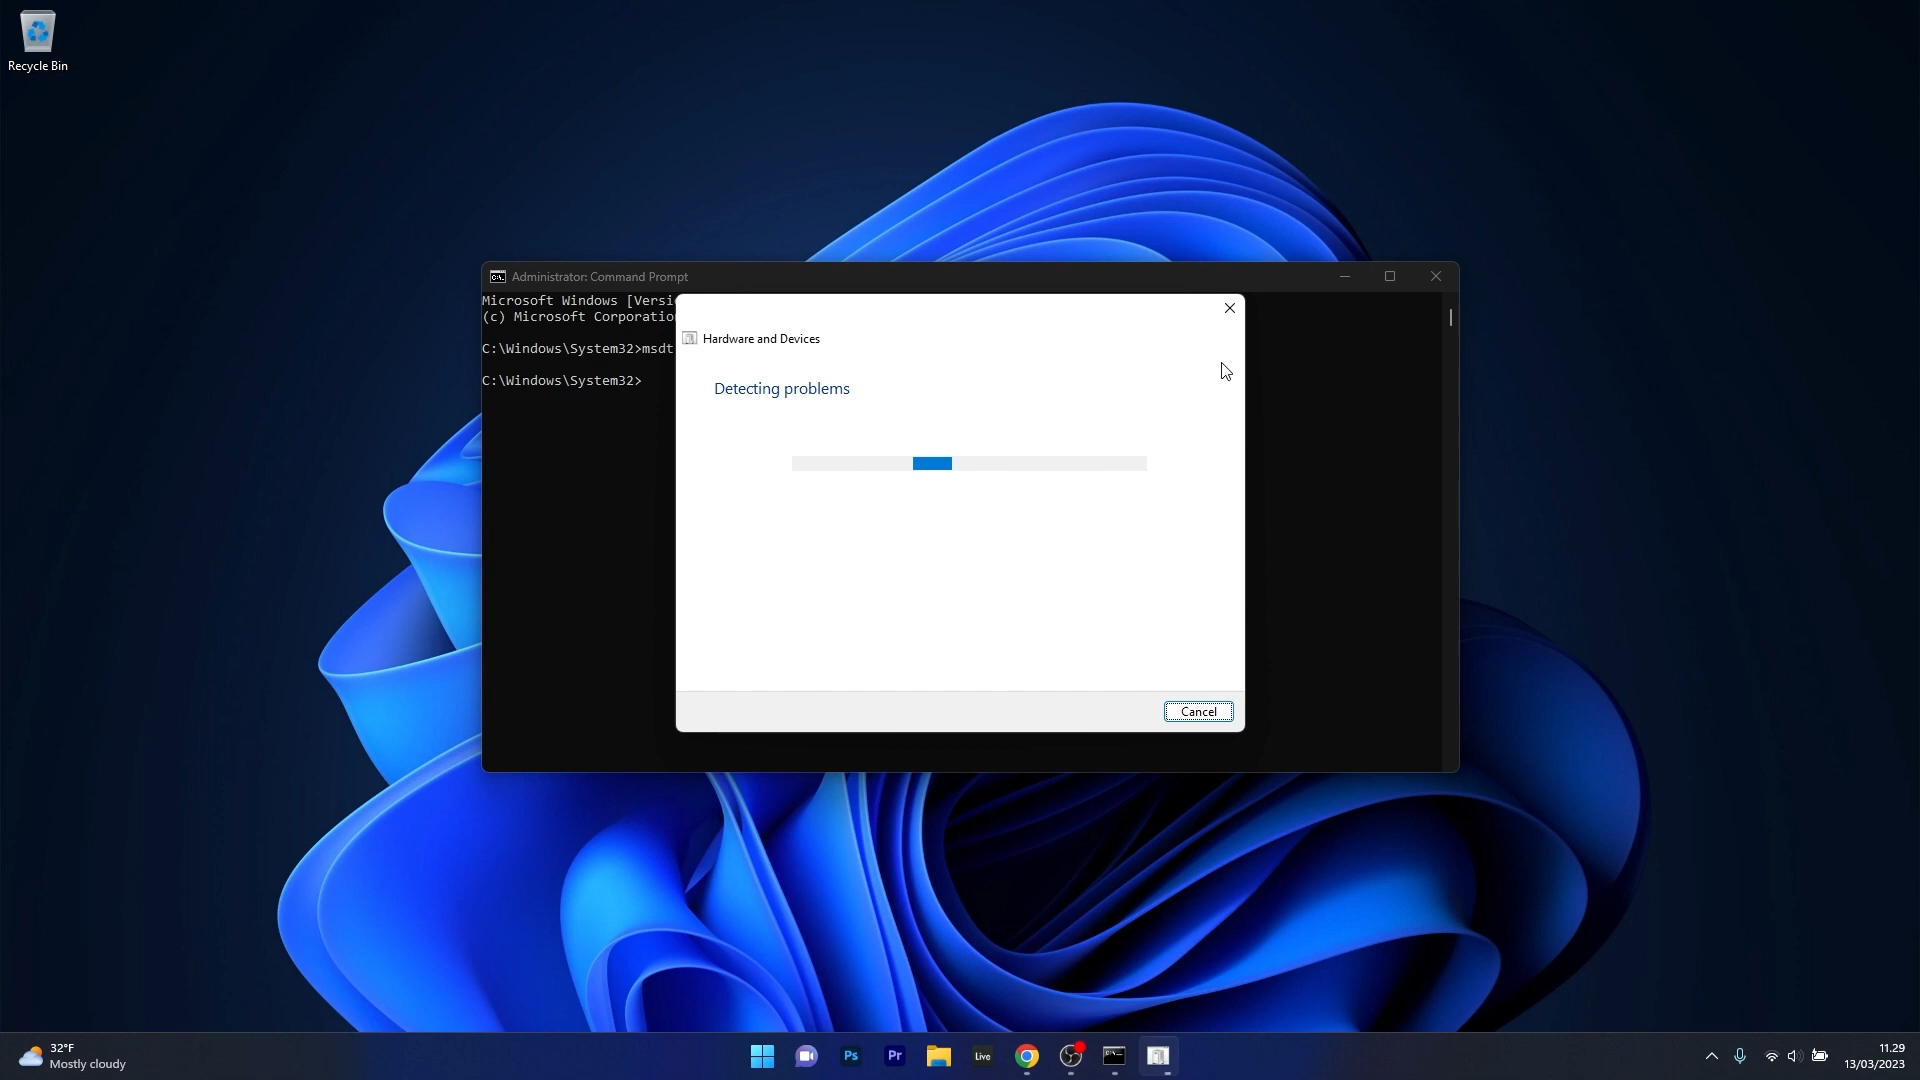 Recycle Bin
Administrator: Command Prompt
Microsoft Windows [Versi
(c) Microsoft Corporatio
C:\Windows\System32>msdt
C:\Windows\System32>
Hardware and Devices
Detecting problems
Cancel
32°F
Mostly cloudy
Ps
Pr
Live
11.29
13/03/2023